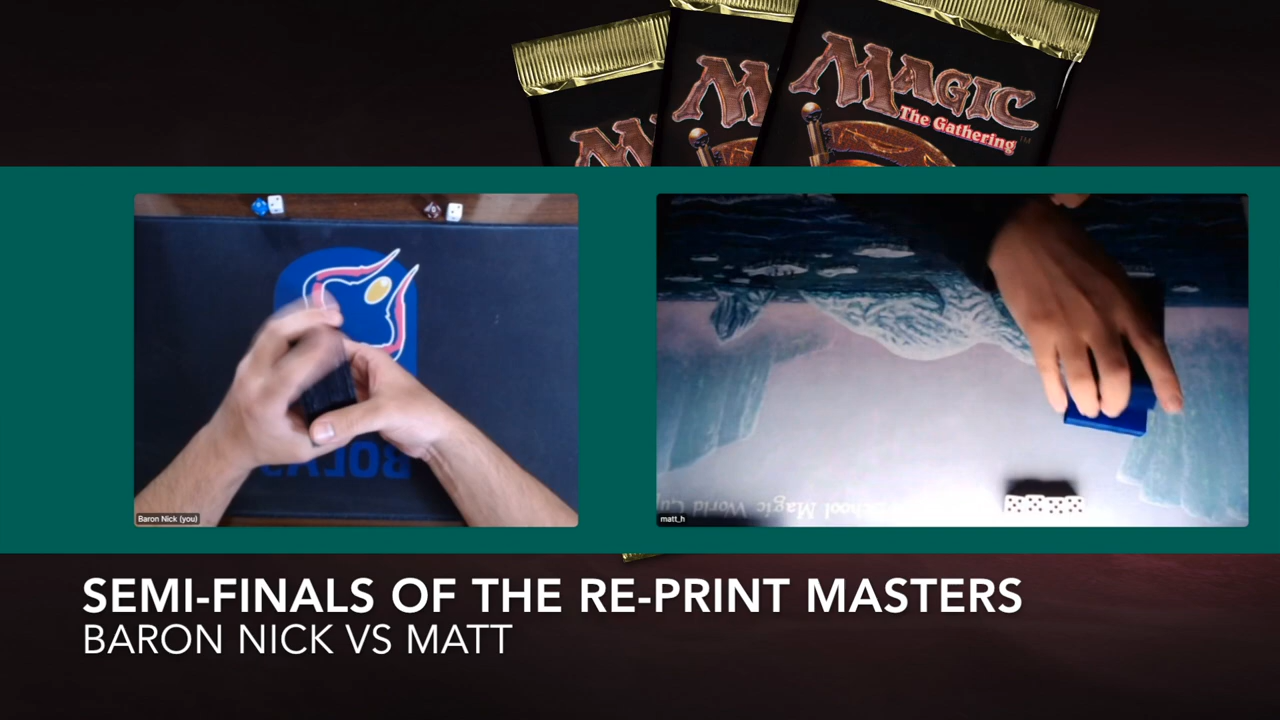 MAGIC
The Gathering
M
M
Baron Nick (you)
matt_h
SEMI-FINALS OF THE RE-PRINT MASTERS
BARON NICK VS MATT